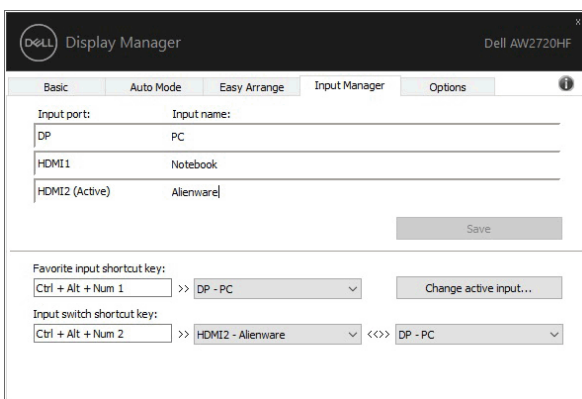 x
DELL Display Manager Dell AW2720HF
Basic Auto Mode Easy Arrange Input Manager Options i
Input port: Input name:
DP PC
HDMI1 Notebook
HDMI2 (Active) Alienware
Save
Favorite input shortcut key:
Ctrl + Alt + Num 1 >> DP - PC Change active input...
Input switch shortcut key:
Ctrl + Alt + Num 2 >> HDMI2 - Alienware <<>> DP - PC